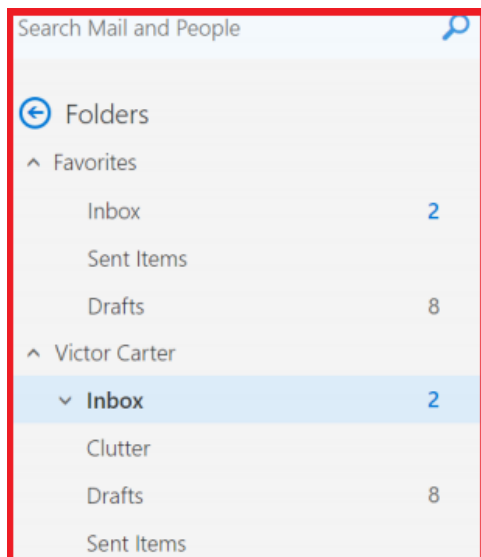 Search Mail and People
Folders
Favorites
Inbox 2
Sent Items
Drafts 8
Victor Carter
Inbox 2
Clutter
Drafts 8
Sent Items